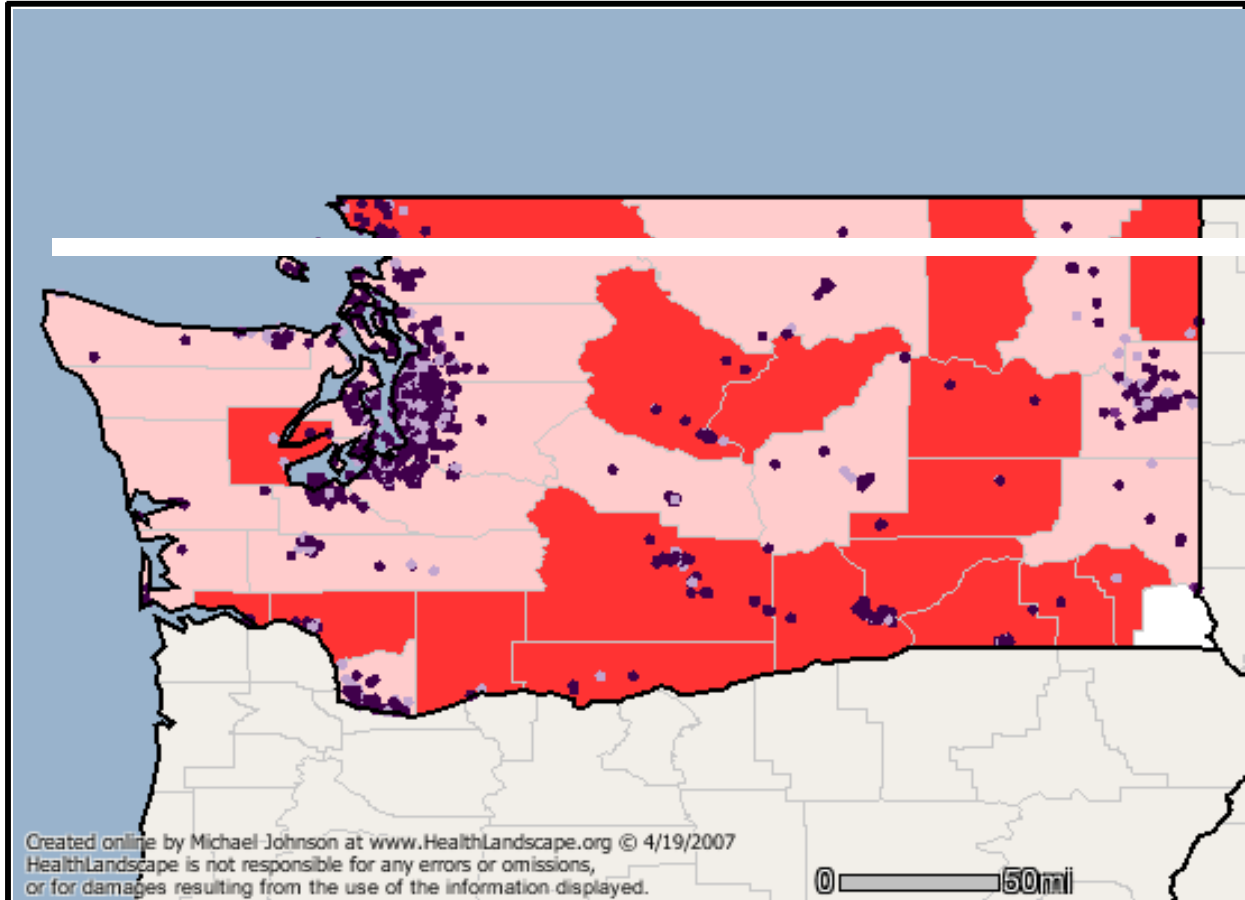 Created online by Michael Johnson at www.HealthLandscape.org © 4/19/2007
HealthLandscape is not responsible for any errors or omissions,
or for damages resulting from the use of the information displayed.
0 50mi